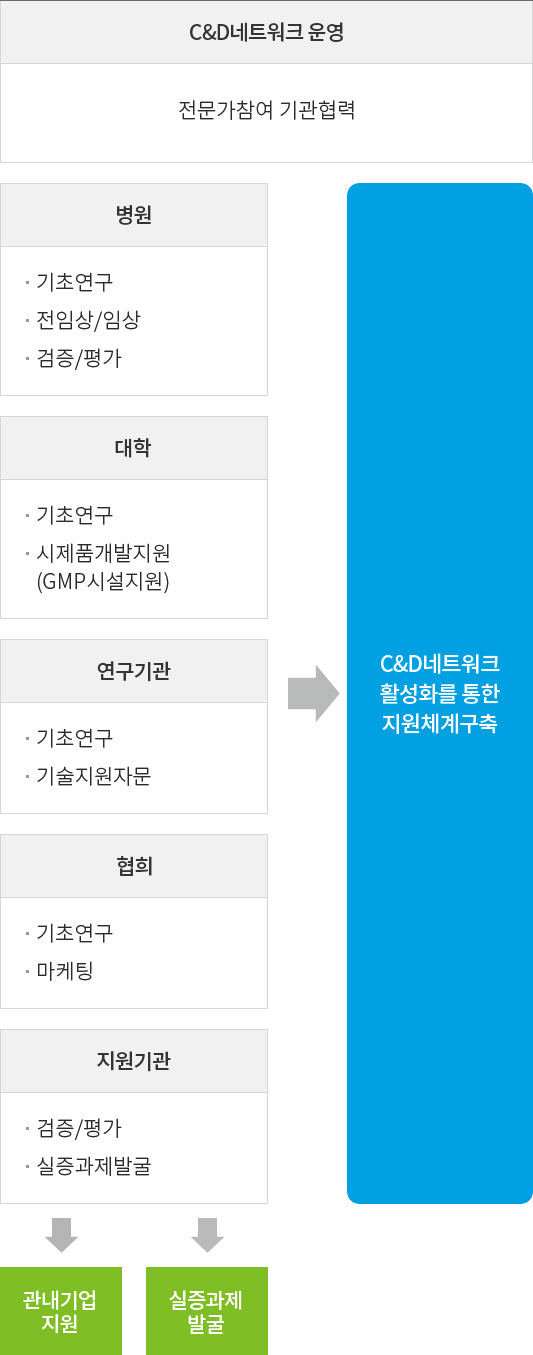 C&D네트워크 운영
전문가참여 기관협력
병원
· 기초연구
· 전임상/임상
· 검증/평가
대학
· 기초연구
· 시제품개발지원
(GMP시설지원)
연구기관
· 기초연구
· 기술지원자문
협희
· 기초연구
· 마케팅
지원기관
· 검증/평가
· 실증과제발굴
C&D네트워크
활성화를 통한
지원체계구축
관내기업
지원
실증과제
발굴